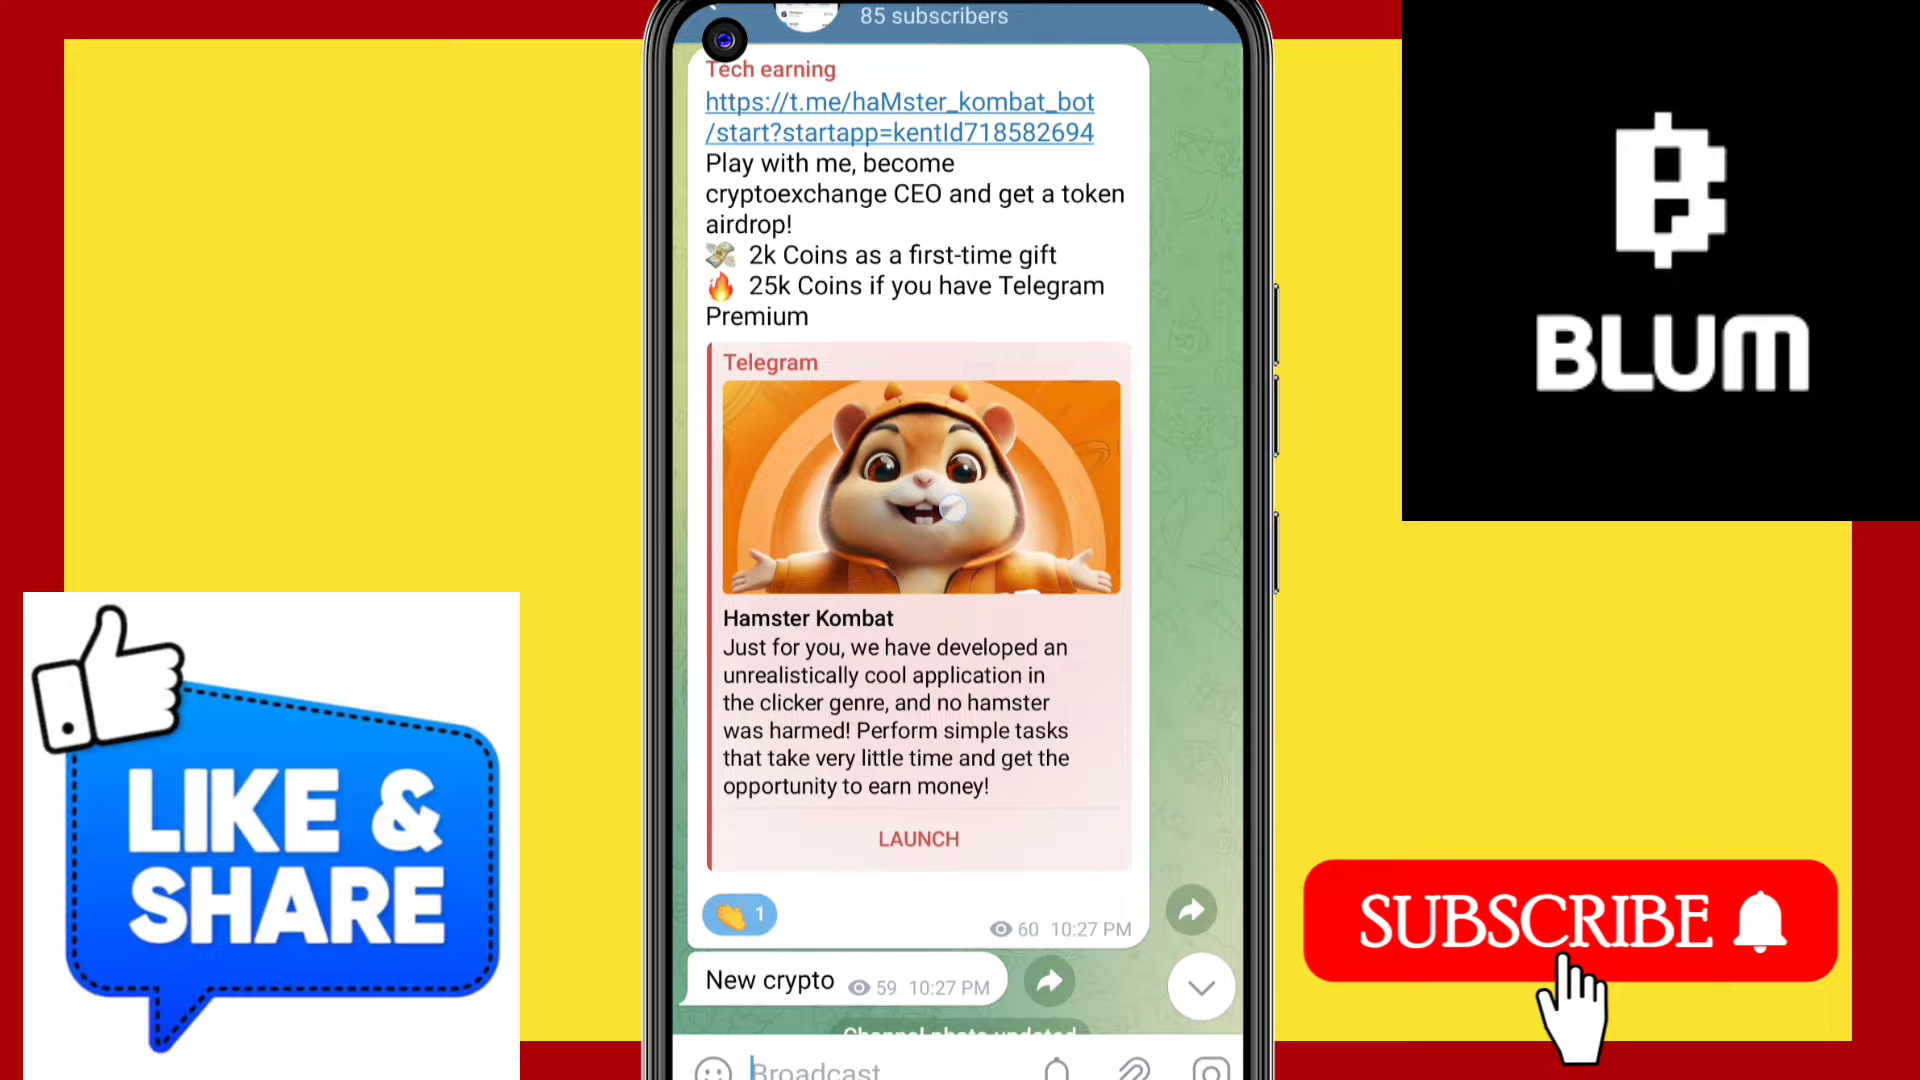 85 subscribers
Tech earning
https://t.me/haMster_kombat_bot
/start?startapp=kentId718582694
Play with me, become
cryptoexchange CEO and get a token
airdrop!
💸 2k Coins as a first-time gift
🔥 25k Coins if you have Telegram
Premium
Telegram
Hamster Kombat
Just for you, we have developed an
unrealistically cool application in
the clicker genre, and no hamster
was harmed! Perform simple tasks
that take very little time and get the
opportunity to earn money!
LAUNCH
👏 1
60 10:27 PM
New crypto 59 10:27 PM
Channel photo updated
Broadcast
BLUM
LIKE &
SHARE
SUBSCRIBE